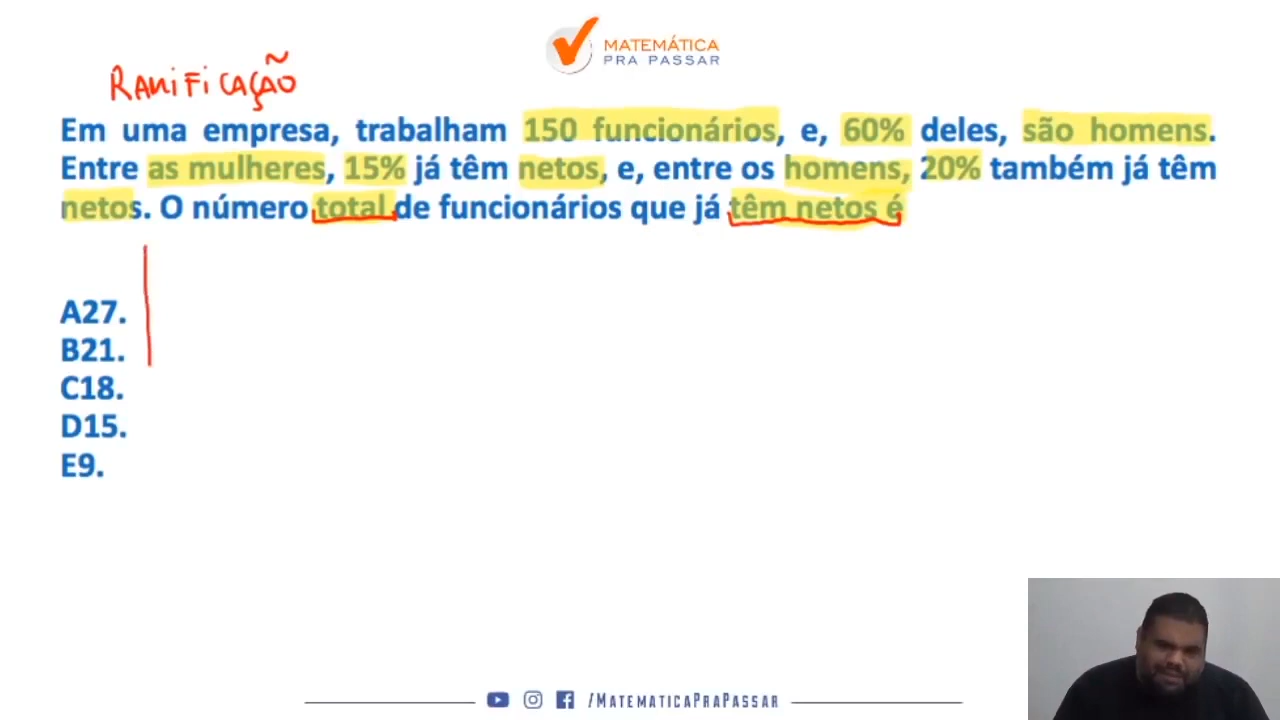 MATEMÁTICA
PRA PASSAR
RAMIFICAÇÃO
Em uma empresa, trabalham 150 funcionários, e, 60% deles, são homens.
Entre as mulheres, 15% já têm netos, e, entre os homens, 20% também já têm
netos. O número total de funcionários que já têm netos é
A27.
B21.
C18.
D15.
E9.
/MATEMATICAPRAPASSAR